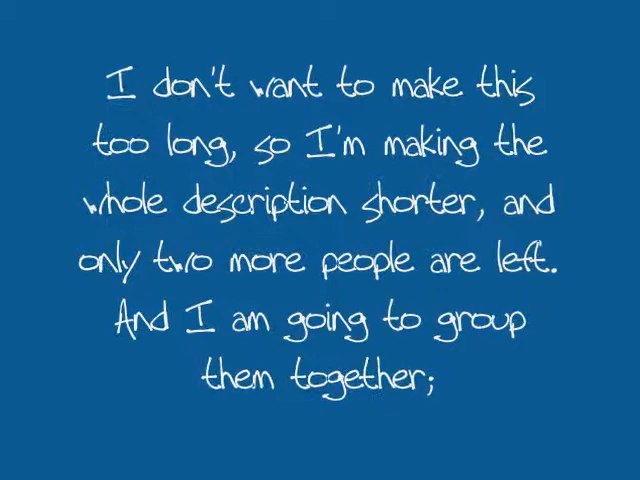 I don't want to make this
too long, so I'm making the
whole description shorter, and
only two more people are left.
And I am going to group
them together;